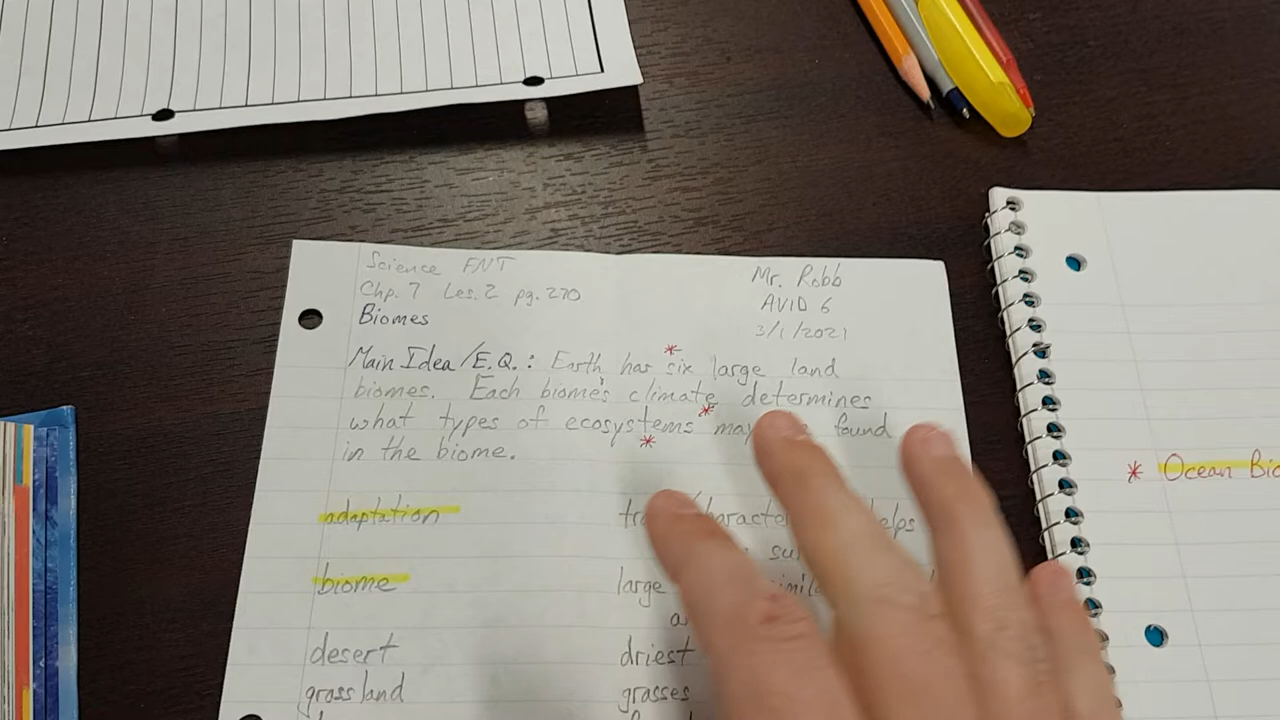 Science FNT
Chp. 7 Les. 2 pg. 270
Biomes
Mr. Robb
AVID 6
3/1/2021
Main Idea/E.Q.: Earth has six large land
biomes. Each biome's climate determines
what types of ecosystems may found
in the biome.
adaptation helps
biome large
desert driest
grassland grasses
* Ocean